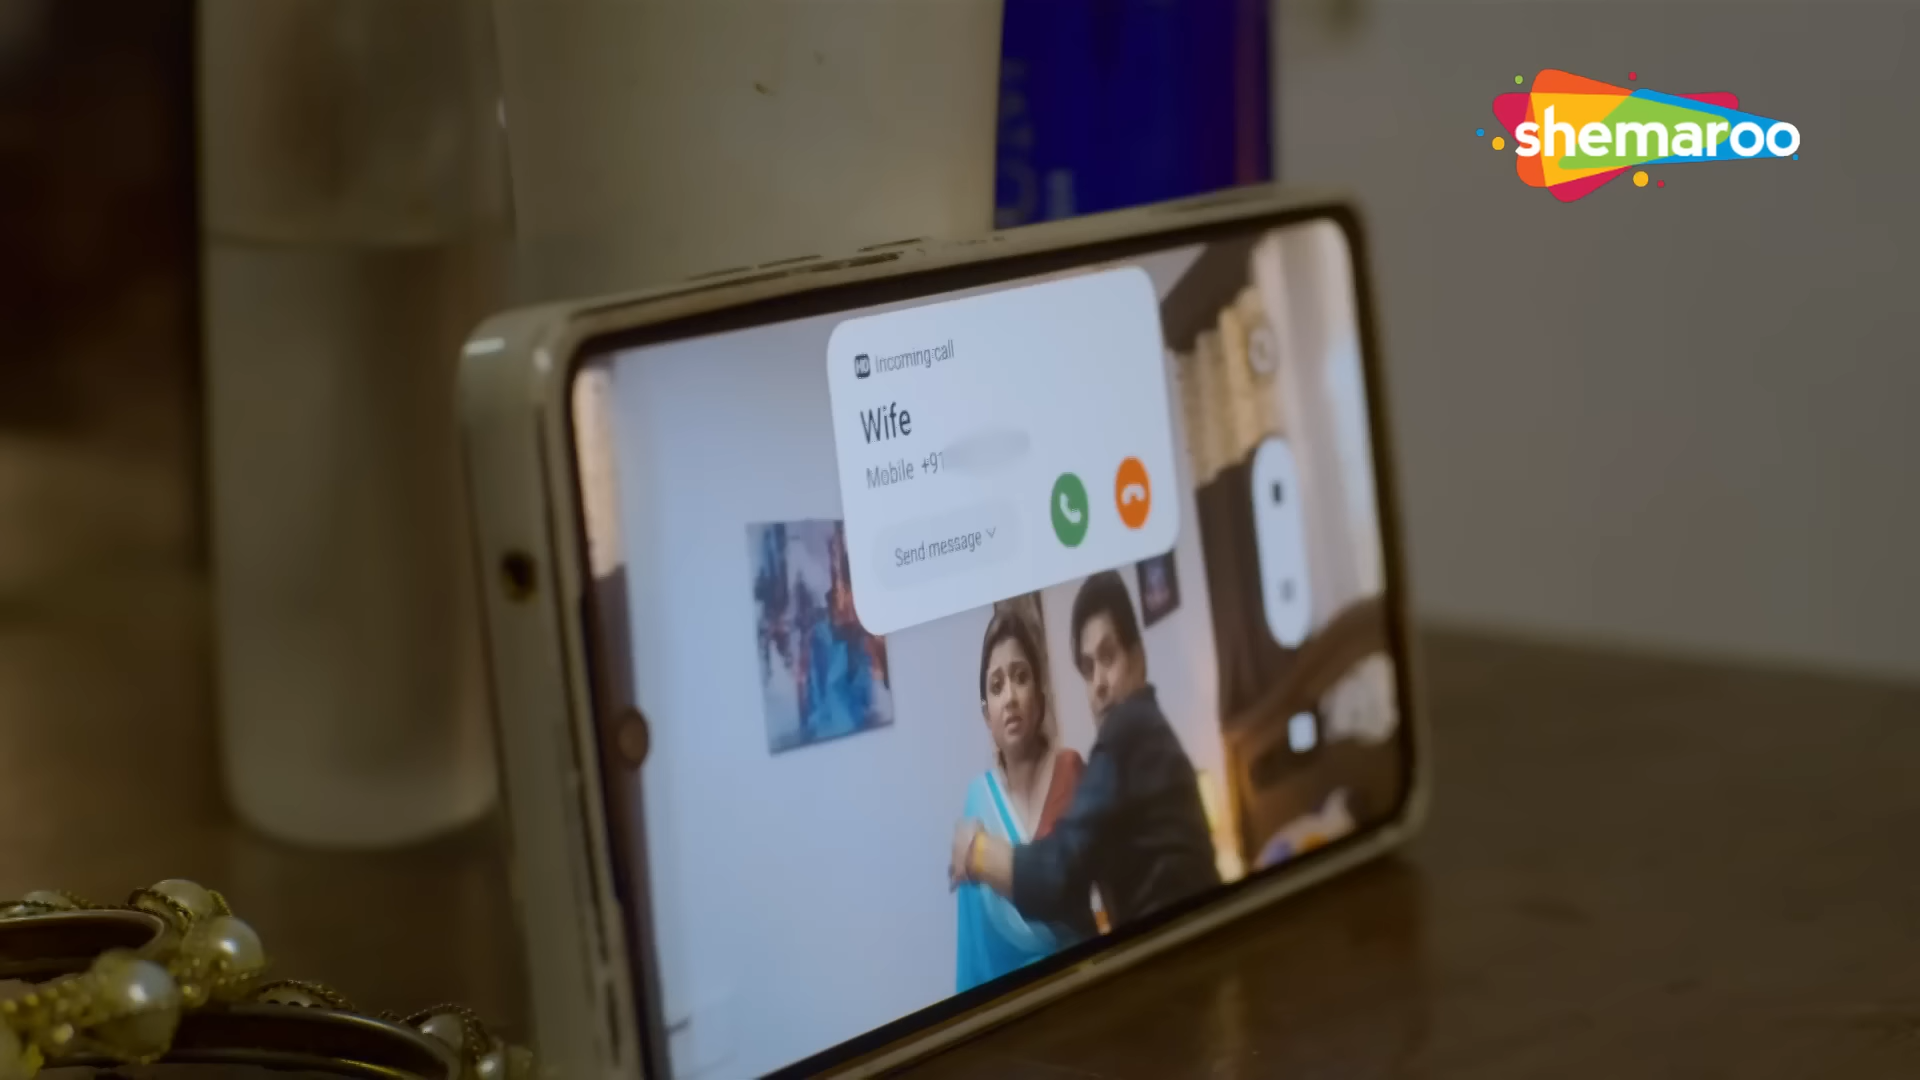 shemaroo
Incoming call
Wife
Mobile +91
Send message